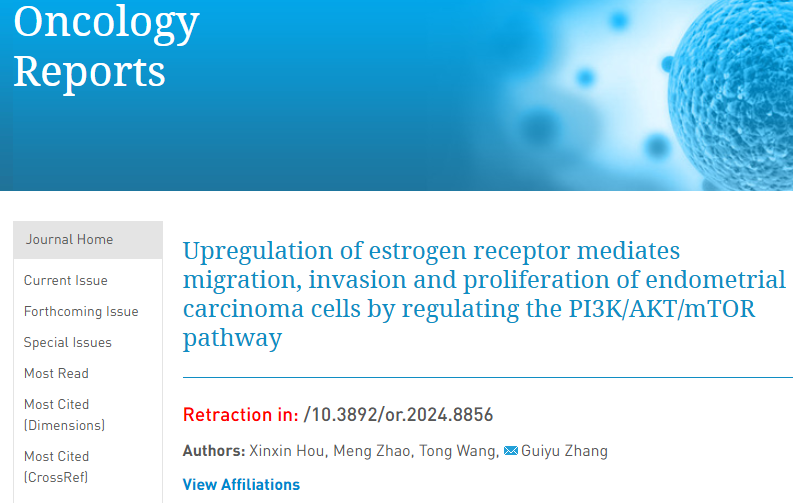 Oncology
Reports
Journal Home
Current Issue
Forthcoming Issue
Special Issues
Most Read
Most Cited
(Dimensions)
Most Cited
(CrossRef)
Upregulation of estrogen receptor mediates
migration, invasion and proliferation of endometrial
carcinoma cells by regulating the PI3K/AKT/mTOR
pathway
Retraction in: /10.3892/or.2024.8856
Authors: Xinxin Hou, Meng Zhao, Tong Wang, Guiyu Zhang
View Affiliations